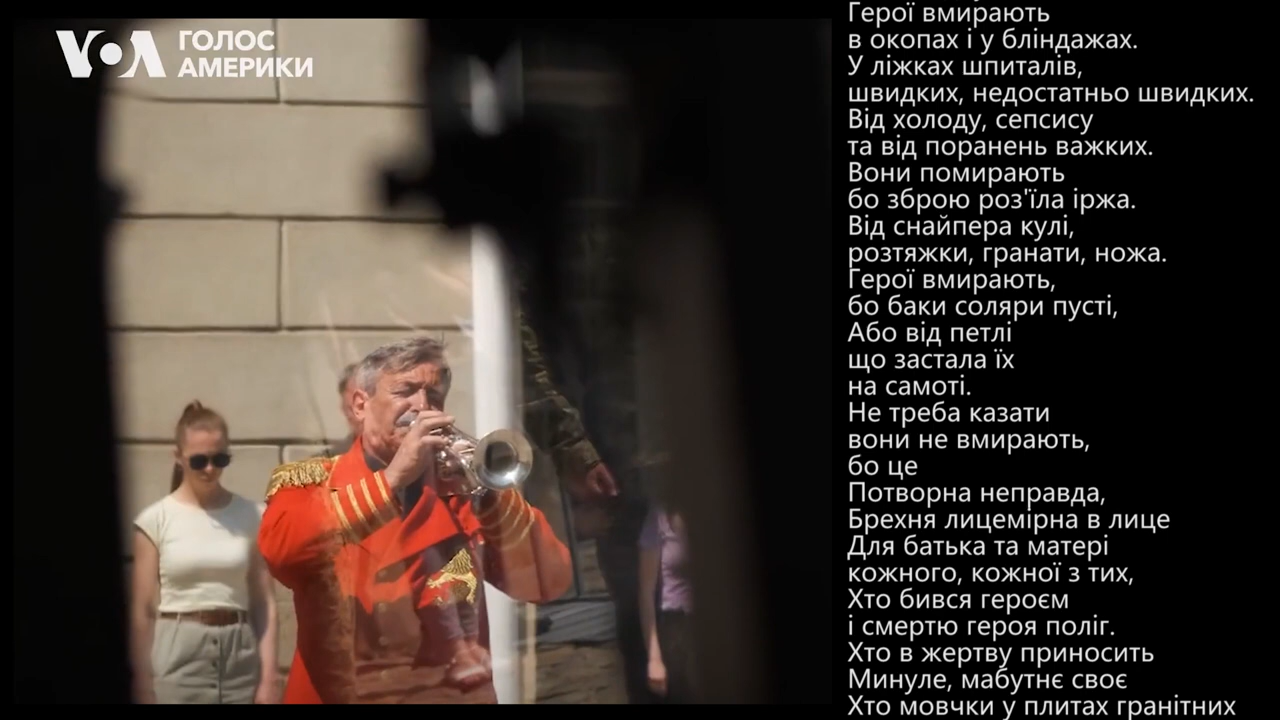 VOA ГОЛОС
АМЕРИКИ
Герої вмирають
в окопах і у бліндажах.
У ліжках шпиталів,
швидких, недостатньо швидких.
Від холоду, сепсису
та від поранень важких.
Вони помирають
бо зброю роз'їла іржа.
Від снайпера кулі,
розтяжки, гранати, ножа.
Герої вмирають,
бо баки соляри пусті,
Або від петлі
що застала їх
на самоті.
Не треба казати
вони не вмирають,
бо це
Потворна неправда,
Брехня лицемірна в лице
Для батька та матері
кожного, кожної з тих,
Хто бився героєм
і смертю героя поліг.
Хто в жертву приносить
Минуле, мабутнє своє
Хто мовчки у плитах гранітних